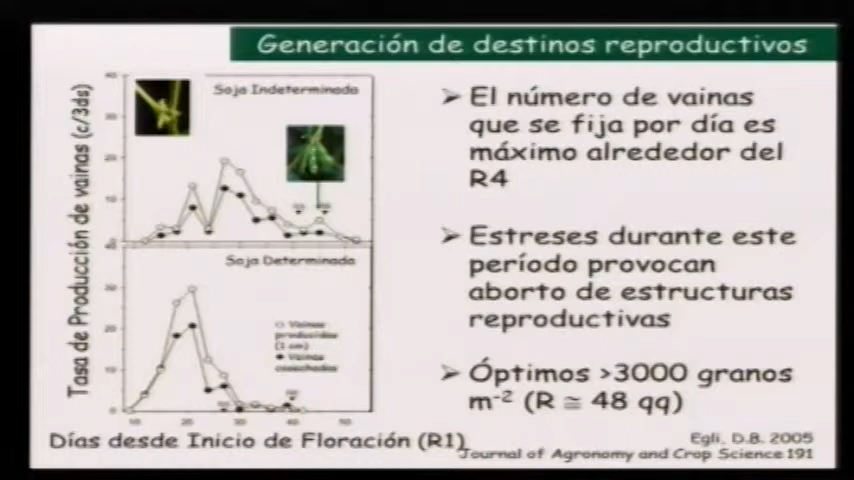 Generación de destinos reproductivos
Tasa de Producción de vainas (c/3ds)
Soja Indeterminada
Soja Determinada
Vainas
producidas
(1 cm)
Vainas
cosechadas
Días desde Inicio de Floración (R1)
➢ El número de vainas
que se fija por día es
máximo alrededor del
R4
➢ Estreses durante este
período provocan
aborto de estructuras
reproductivas
➢ Óptimos >3000 granos
m⁻² (R ≅ 48 qq)
Egli, D.B. 2005
Journal of Agronomy and Crop Science 191